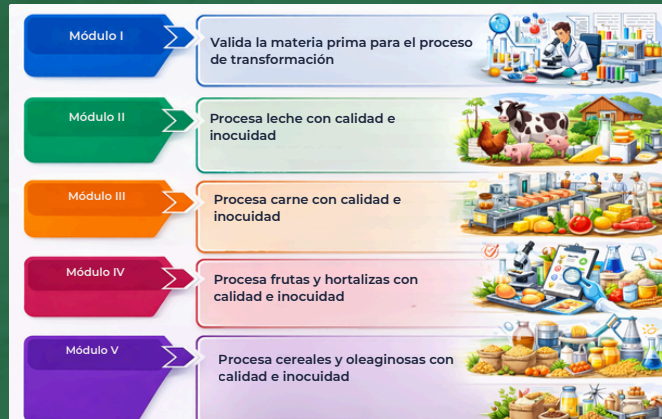 Módulo I
Valida la materia prima para el proceso
de transformación
Módulo II
Procesa leche con calidad e
inocuidad
Módulo III
Procesa carne con calidad e
inocuidad
Módulo IV
Procesa frutas y hortalizas con
calidad e inocuidad
Módulo V
Procesa cereales y oleaginosas con
calidad e inocuidad